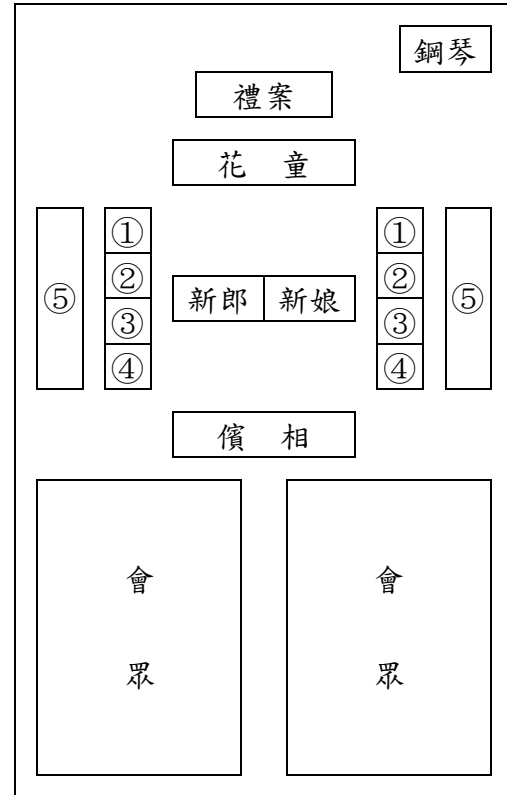 鋼琴
禮案
花 童
① ①
② ②
⑤ 新郎 新娘 ⑤
③ ③
④ ④
儐 相
會 會
眾 眾